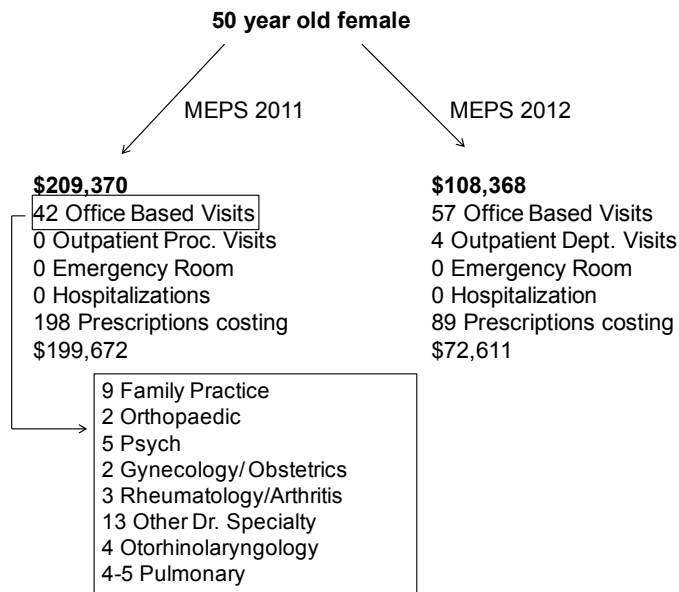 50 year old female
MEPS 2011
MEPS 2012
$209,370
42 Office Based Visits
0 Outpatient Proc. Visits
0 Emergency Room
0 Hospitalizations
198 Prescriptions costing
$199,672
$108,368
57 Office Based Visits
4 Outpatient Dept. Visits
0 Emergency Room
0 Hospitalization
89 Prescriptions costing
$72,611
9 Family Practice
2 Orthopaedic
5 Psych
2 Gynecology/Obstetrics
3 Rheumatology/Arthritis
13 Other Dr. Specialty
4 Otorhinolaryngology
4-5 Pulmonary